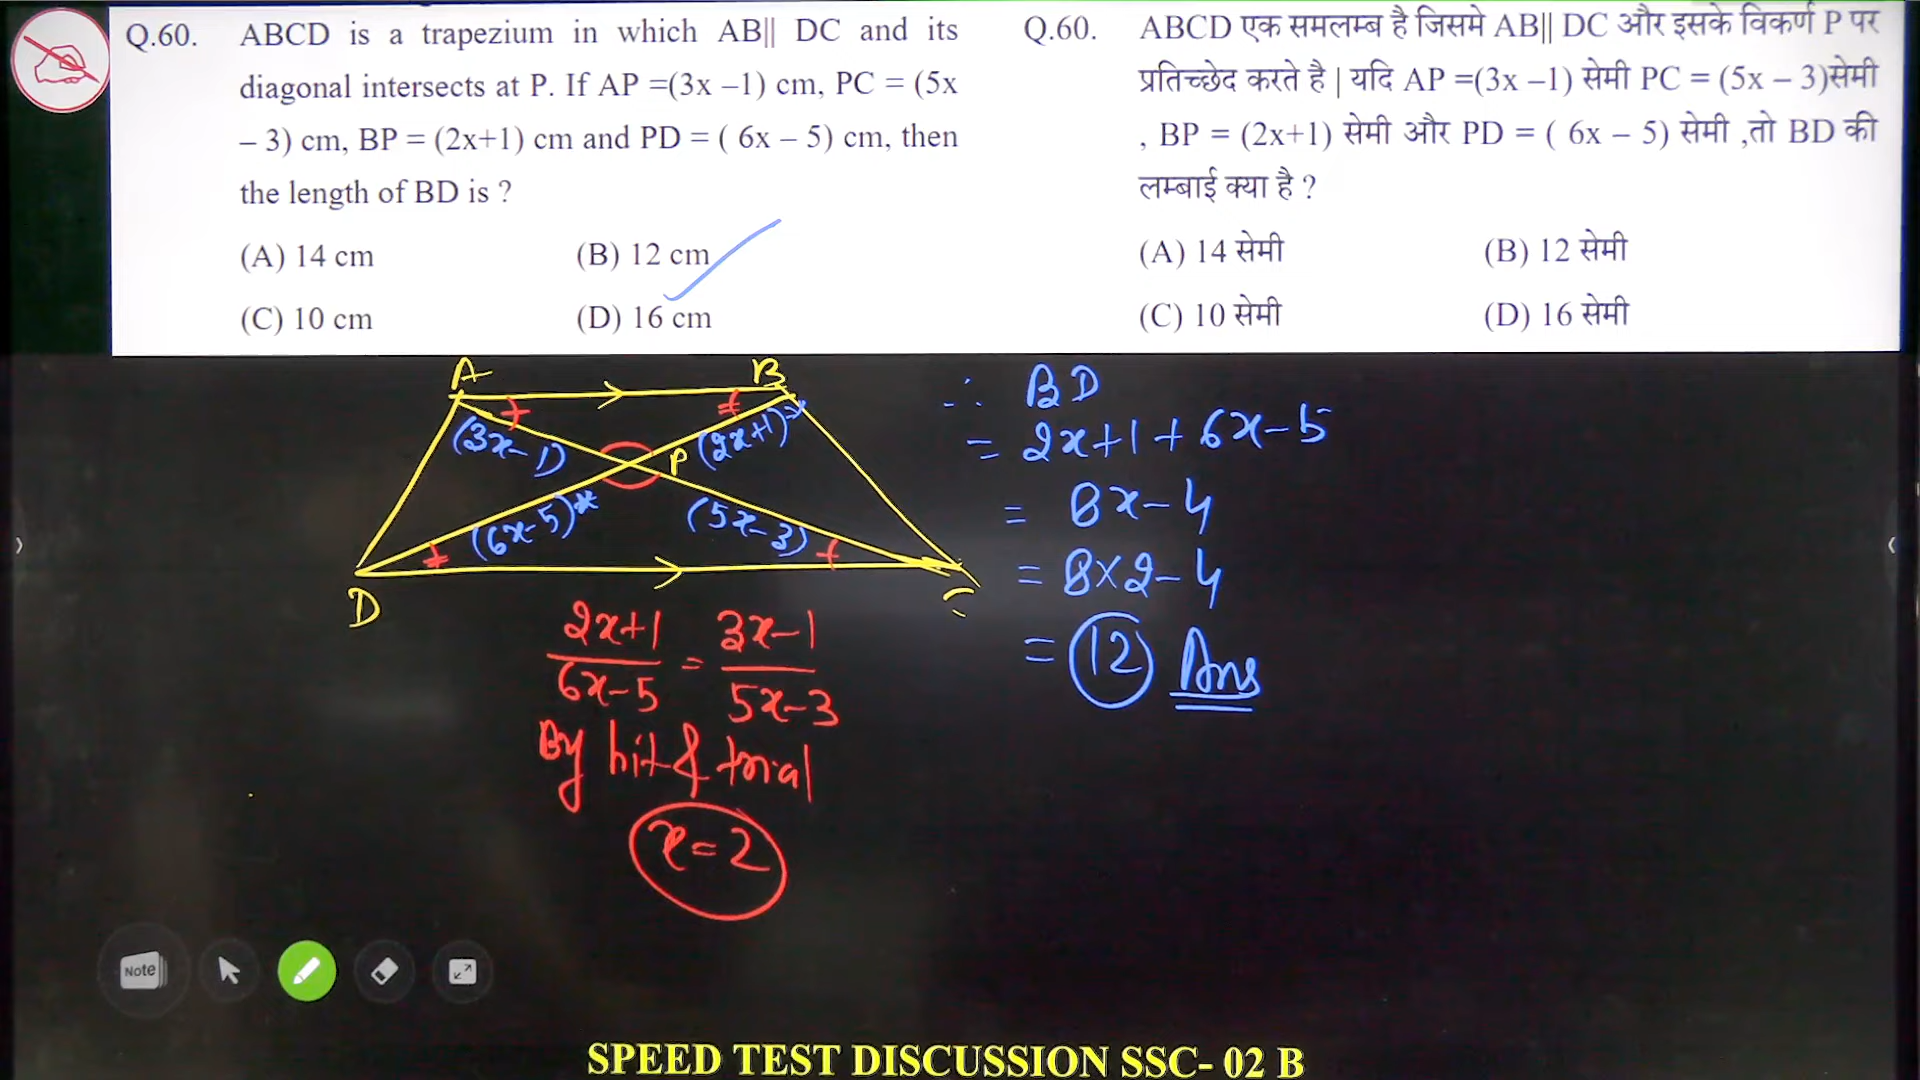 Q.60. ABCD is a trapezium in which AB|| DC and its
diagonal intersects at P. If AP =(3x –1) cm, PC = (5x
– 3) cm, BP = (2x+1) cm and PD = ( 6x – 5) cm, then
the length of BD is ?
(A) 14 cm (B) 12 cm
(C) 10 cm (D) 16 cm
Q.60. ABCD एक समलम्ब है जिसमे AB|| DC और इसके विकर्ण P पर
प्रतिच्छेद करते है | यदि AP =(3x –1) सेमी PC = (5x – 3)सेमी
, BP = (2x+1) सेमी और PD = ( 6x – 5) सेमी ,तो BD की
लम्बाई क्या है ?
(A) 14 सेमी (B) 12 सेमी
(C) 10 सेमी (D) 16 सेमी
A B
(3x-1) P (2x+1)
(6x-5) (5x-3)
D C
2x+1/6x-5 = 3x-1/5x-3
By hit & trial
x=2
∴ BD
= 2x+1+6x-5
= 8x-4
= 8×2-4
= 12 Ans
Note
SPEED TEST DISCUSSION SSC- 02 B